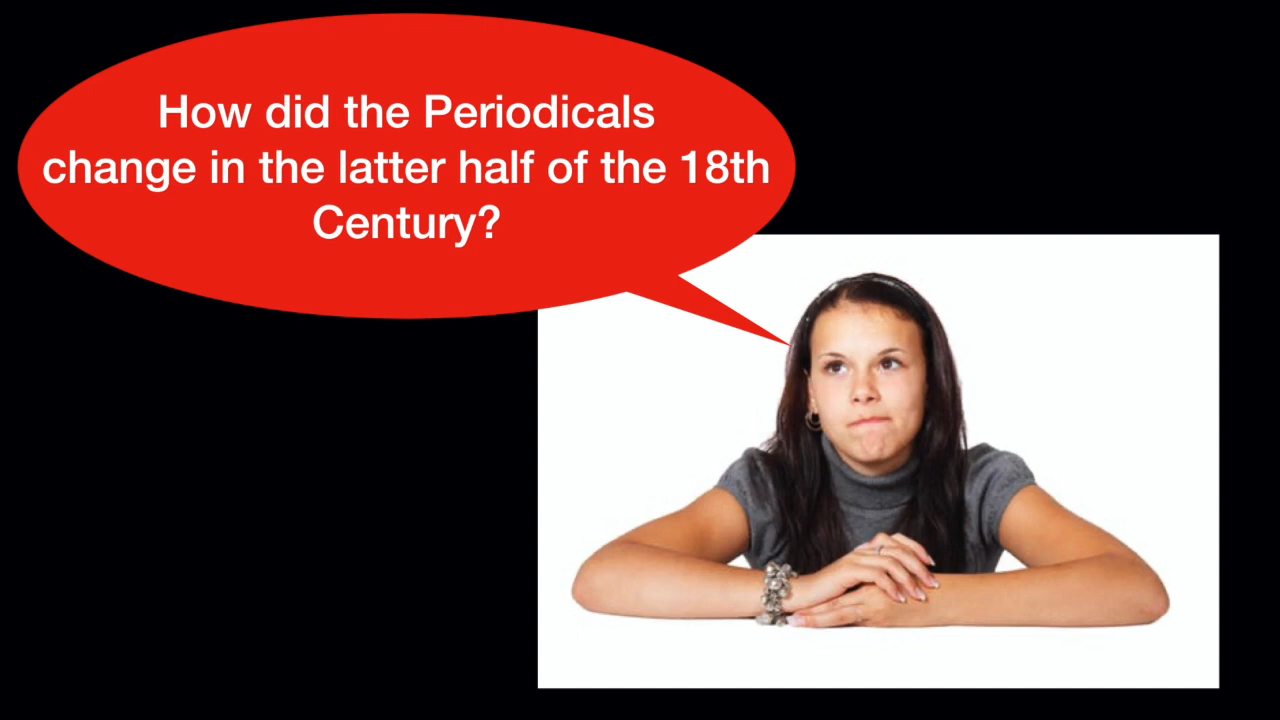 How did the Periodicals
change in the latter half of the 18th
Century?